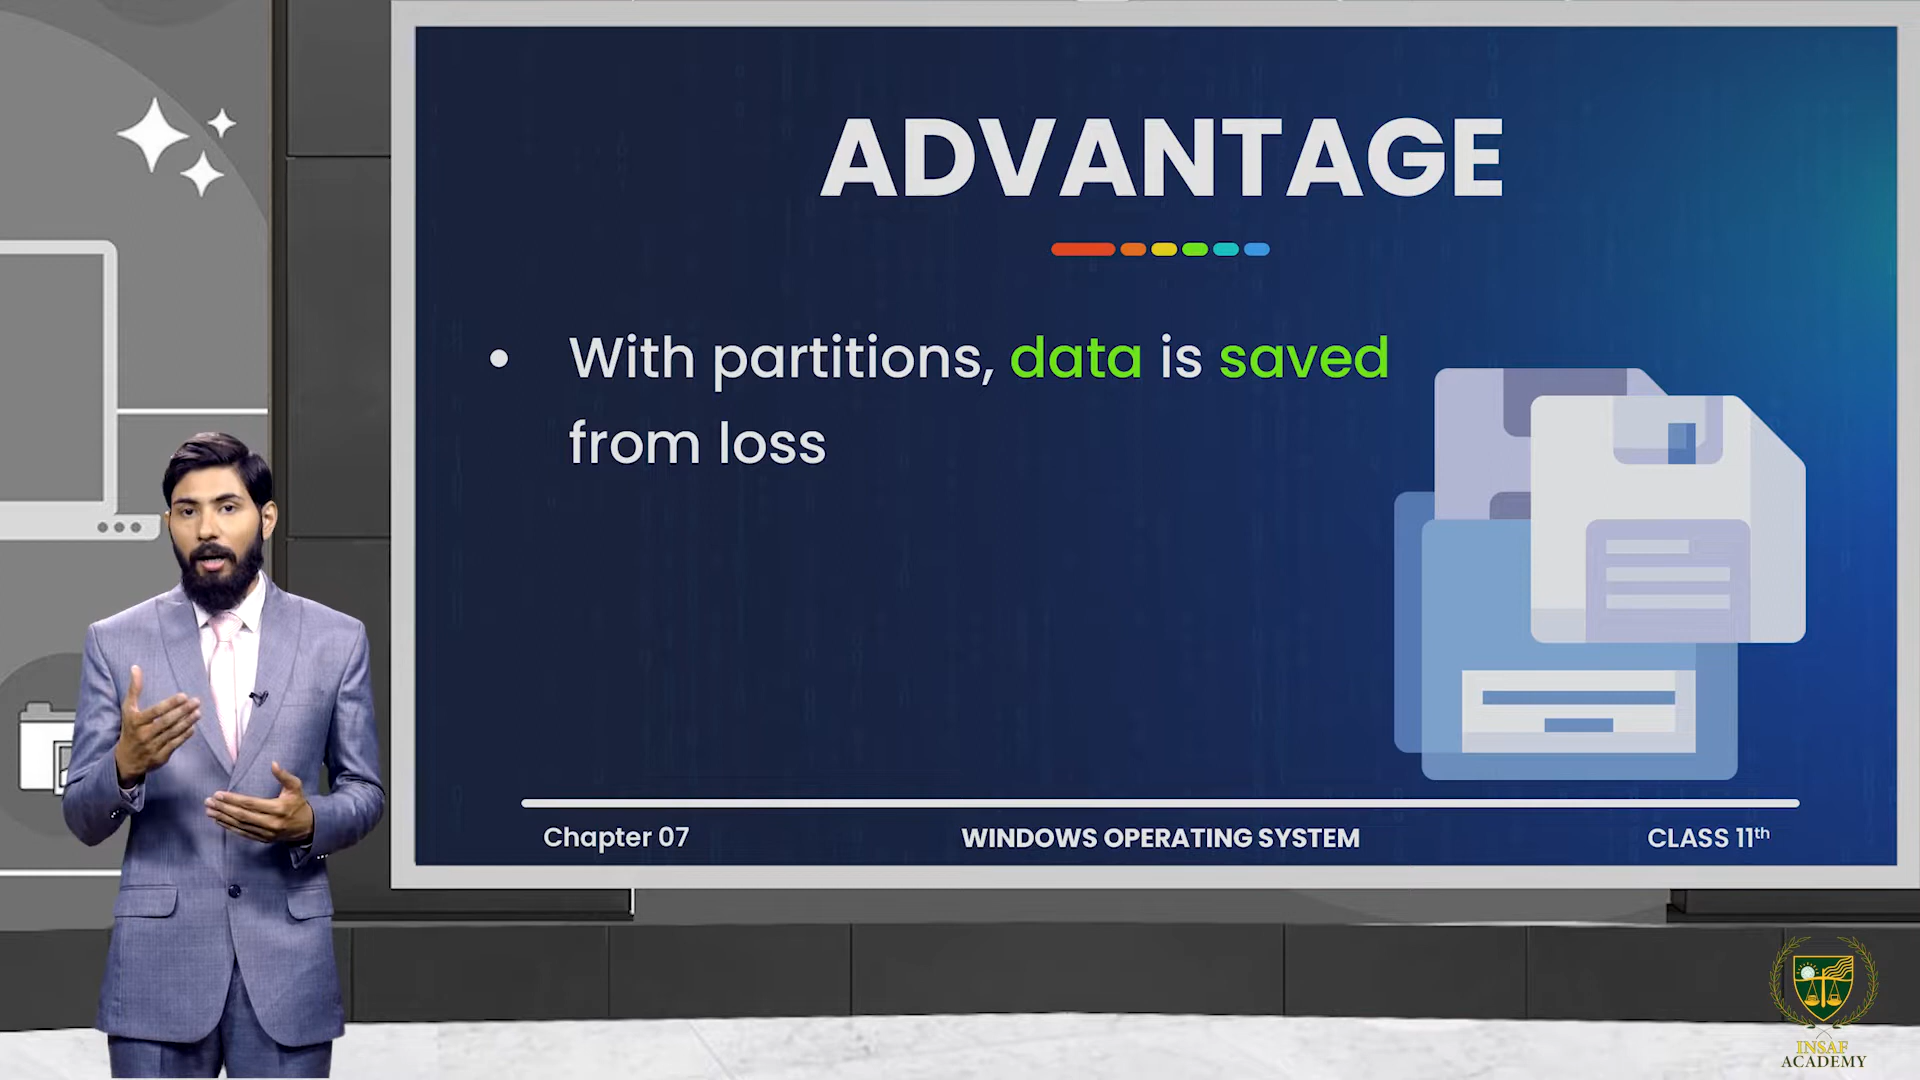 ADVANTAGE
• With partitions, data is saved
from loss
Chapter 07
WINDOWS OPERATING SYSTEM
CLASS 11th
INSAF
ACADEMY